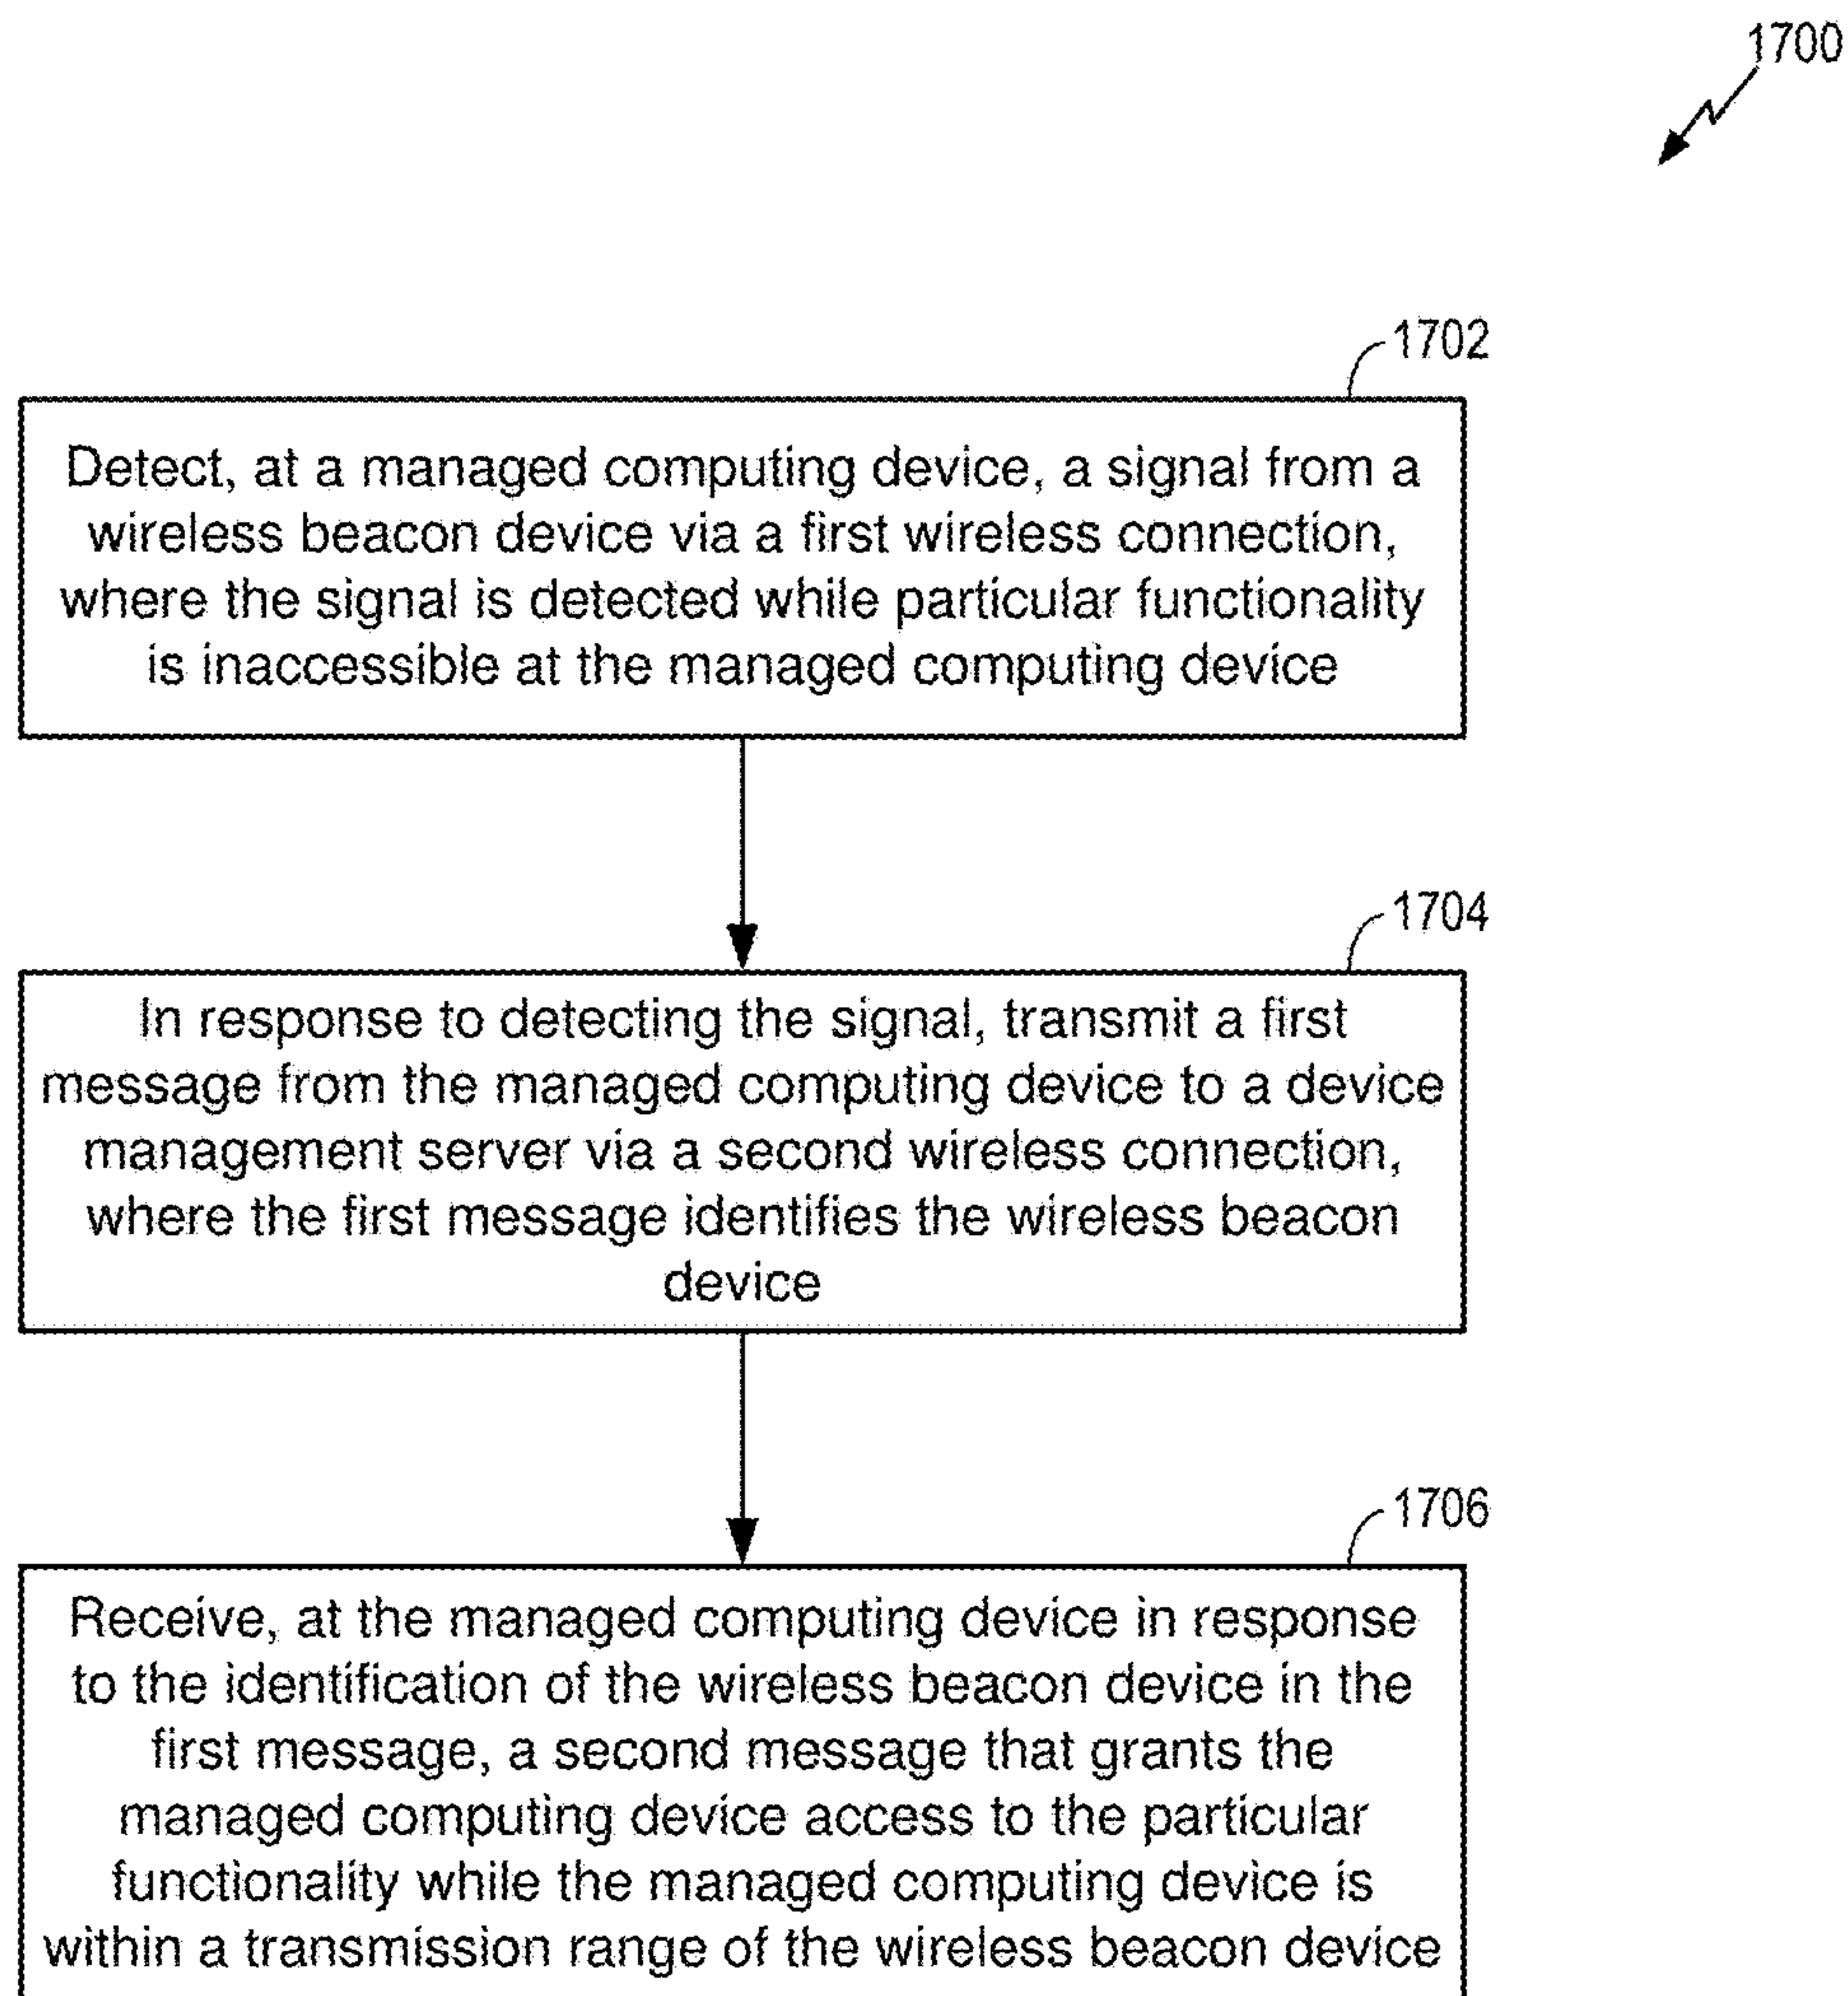 1700
1702
Detect, at a managed computing device, a signal from a
wireless beacon device via a first wireless connection,
where the signal is detected while particular functionality
is inaccessible at the managed computing device
1704
In response to detecting the signal, transmit a first
message from the managed computing device to a device
management server via a second wireless connection,
where the first message identifies the wireless beacon
device
1706
Receive, at the managed computing device in response
to the identification of the wireless beacon device in the
first message, a second message that grants the
managed computing device access to the particular
functionality while the managed computing device is
within a transmission range of the wireless beacon device